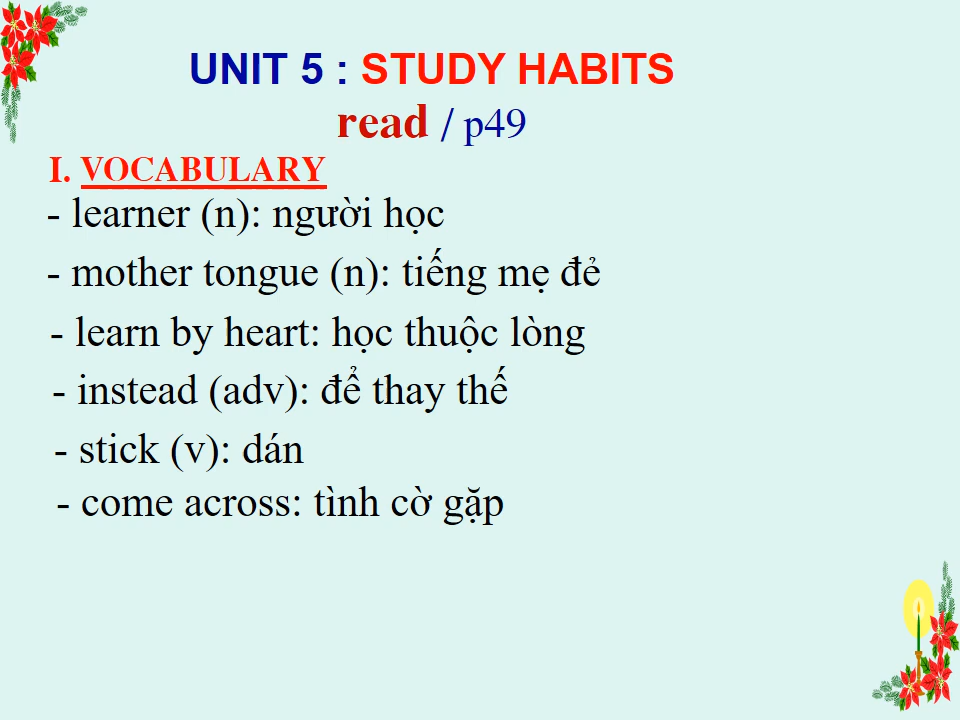 UNIT 5 : STUDY HABITS
read / p49
I. VOCABULARY
- learner (n): người học
- mother tongue (n): tiếng mẹ đẻ
- learn by heart: học thuộc lòng
- instead (adv): để thay thế
- stick (v): dán
- come across: tình cờ gặp